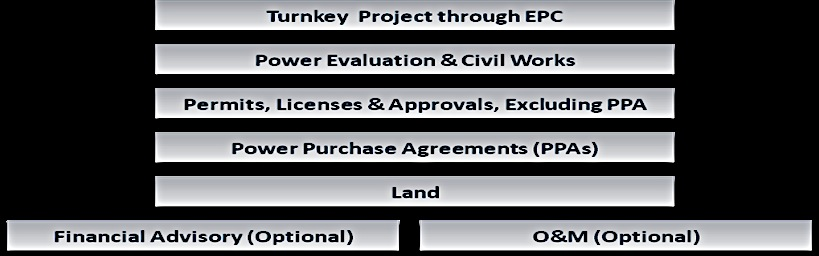 Turnkey Project through EPC
Power Evaluation & Civil Works
Permits, Licenses & Approvals, Excluding PPA
Power Purchase Agreements (PPAs)
Land
Financial Advisory (Optional)
O&M (Optional)